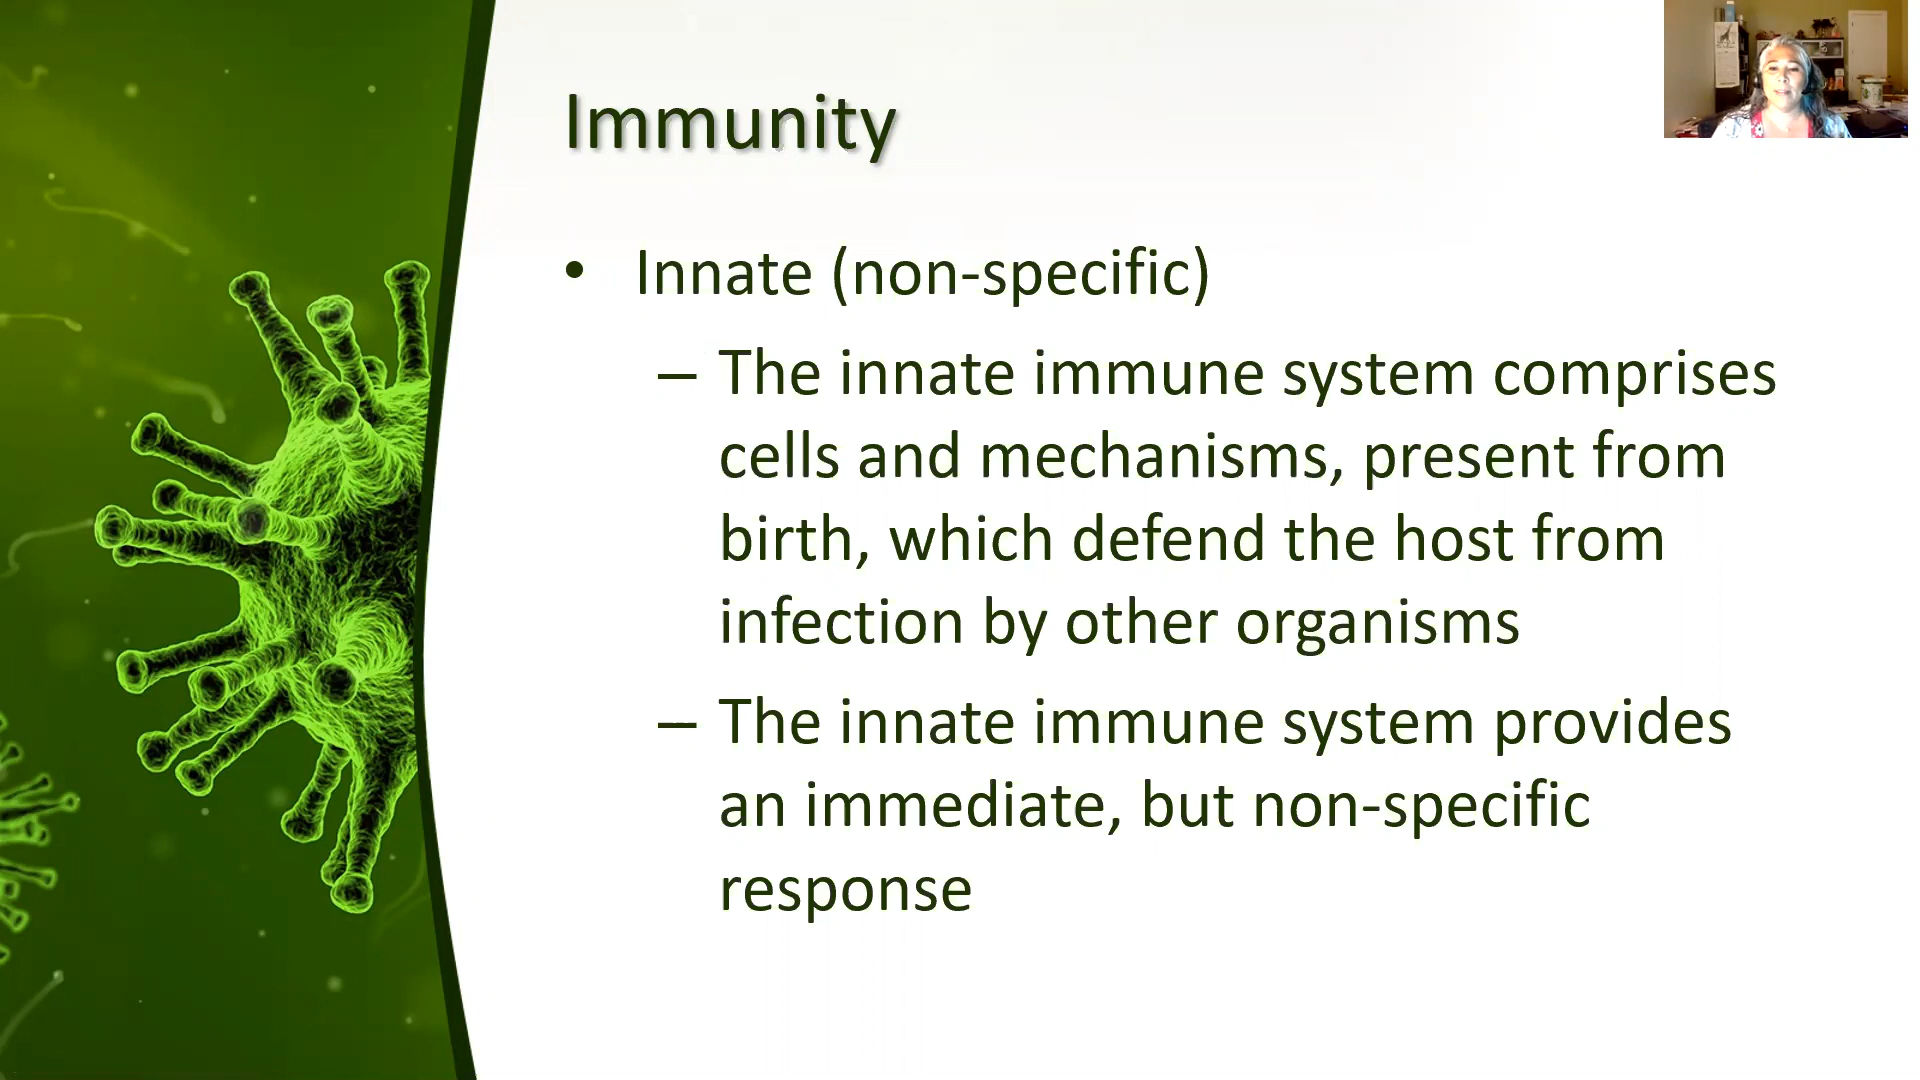 Immunity
• Innate (non-specific)
– The innate immune system comprises
cells and mechanisms, present from
birth, which defend the host from
infection by other organisms
– The innate immune system provides
an immediate, but non-specific
response